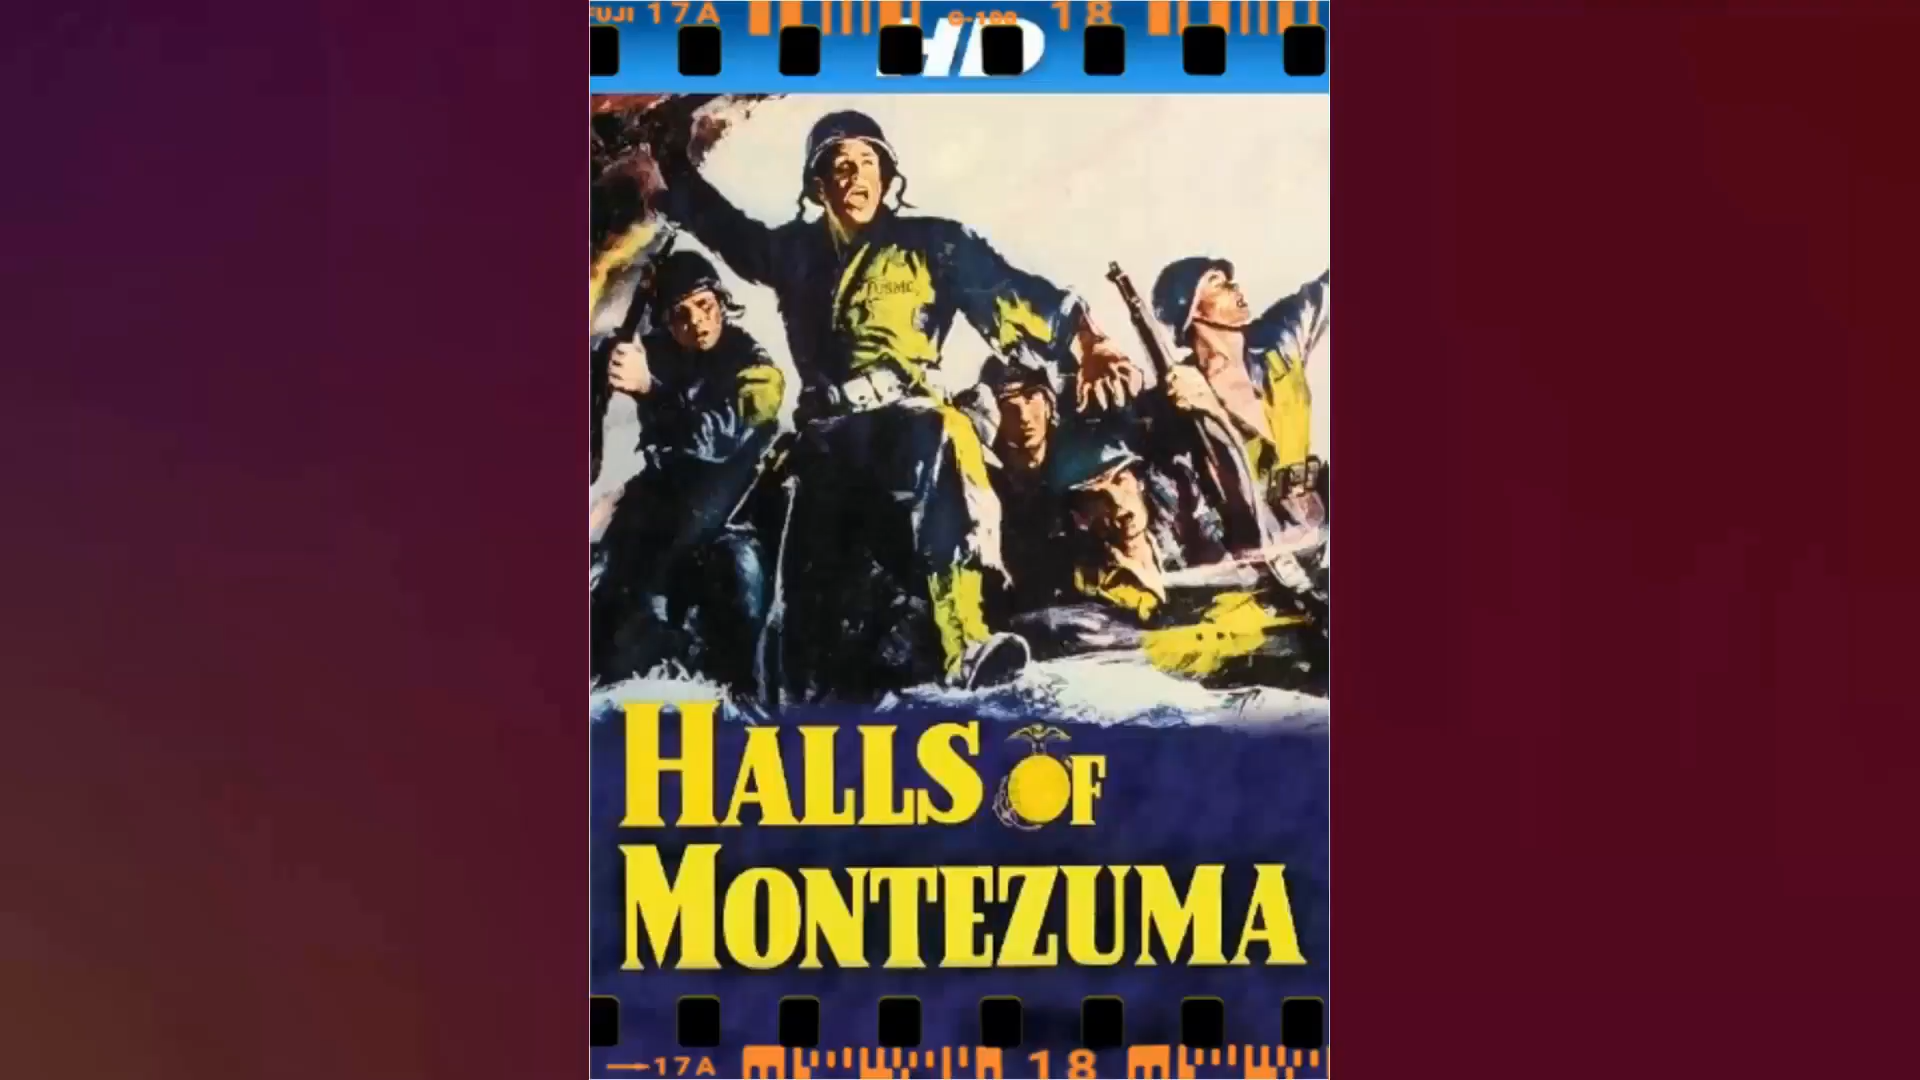 FUJI 17A 18
HD
USMC
HALLS OF
MONTEZUMA
17A 18